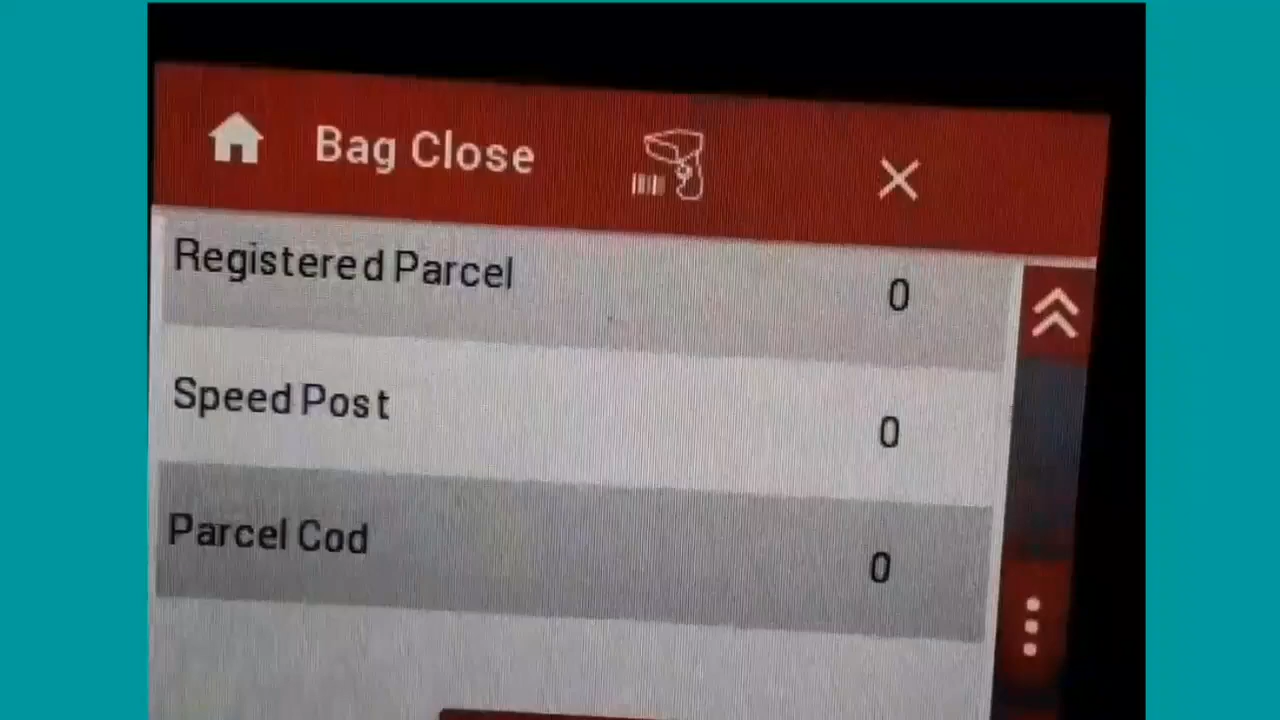 Bag Close
Registered Parcel 0
Speed Post 0
Parcel Cod 0